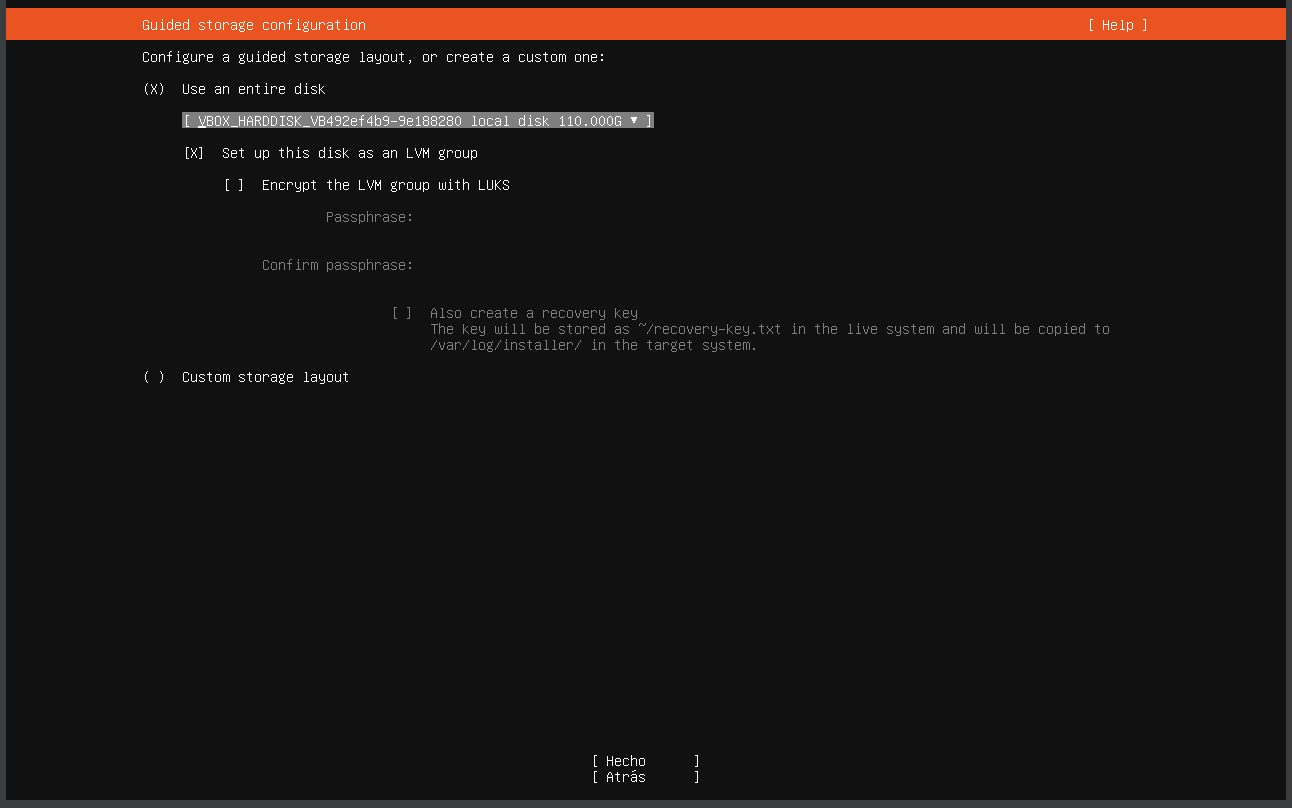 Guided storage configuration [ Help ]
Configure a guided storage layout, or create a custom one:
(X) Use an entire disk
[ VBOX_HARDDISK_VB492ef4b9-9e188280 local disk 110.000G ▾ ]
[X] Set up this disk as an LVM group
[ ] Encrypt the LVM group with LUKS
Passphrase:
Confirm passphrase:
[ ] Also create a recovery key
The key will be stored as ~/recovery-key.txt in the live system and will be copied to
/var/log/installer/ in the target system.
( ) Custom storage layout
[ Hecho ]
[ Atrás ]